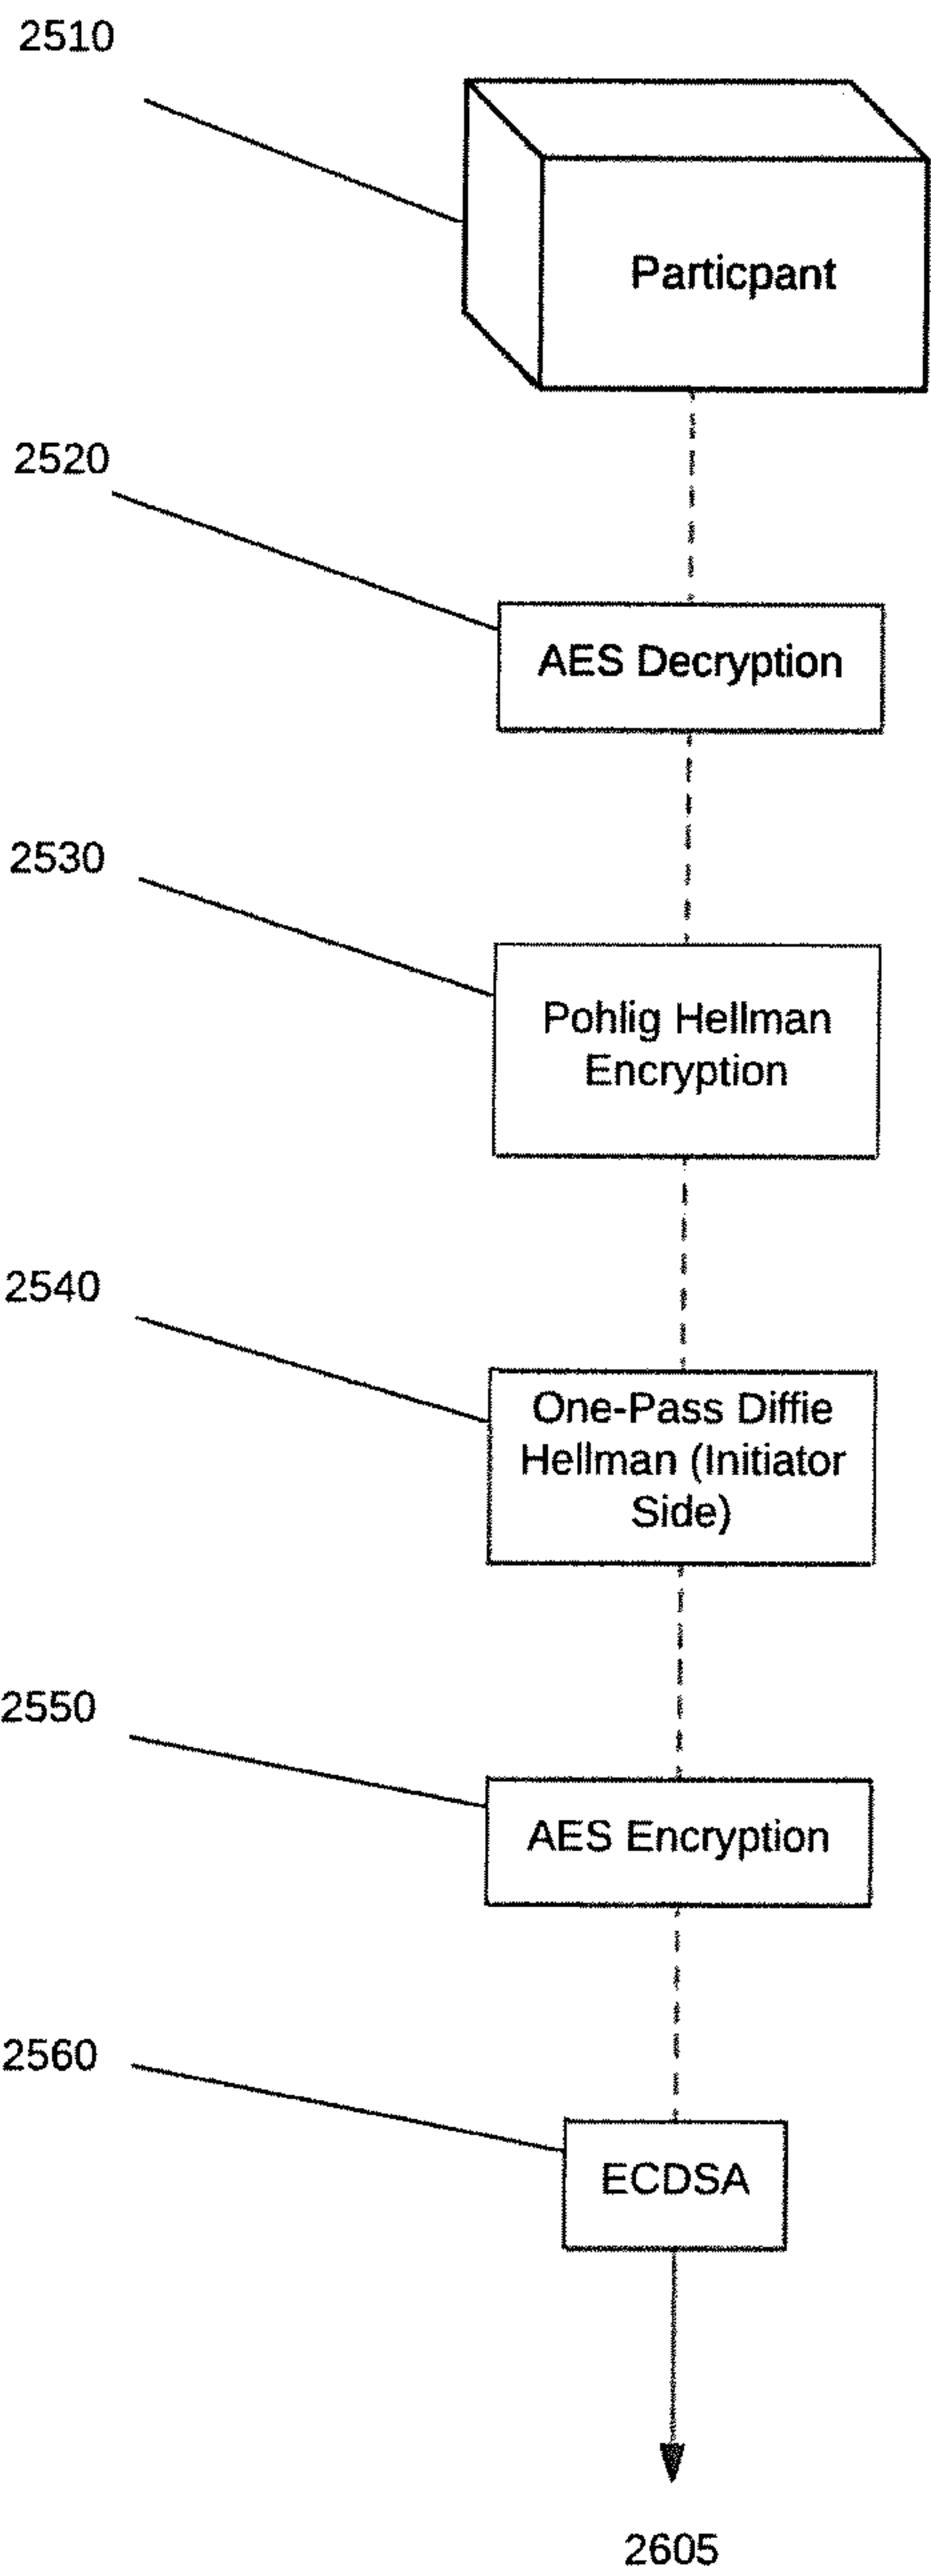 2510
Particpant
2520
AES Decryption
2530
Pohlig Hellman
Encryption
2540
One-Pass Diffie
Hellman (Initiator
Side)
2550
AES Encryption
2560
ECDSA
2605